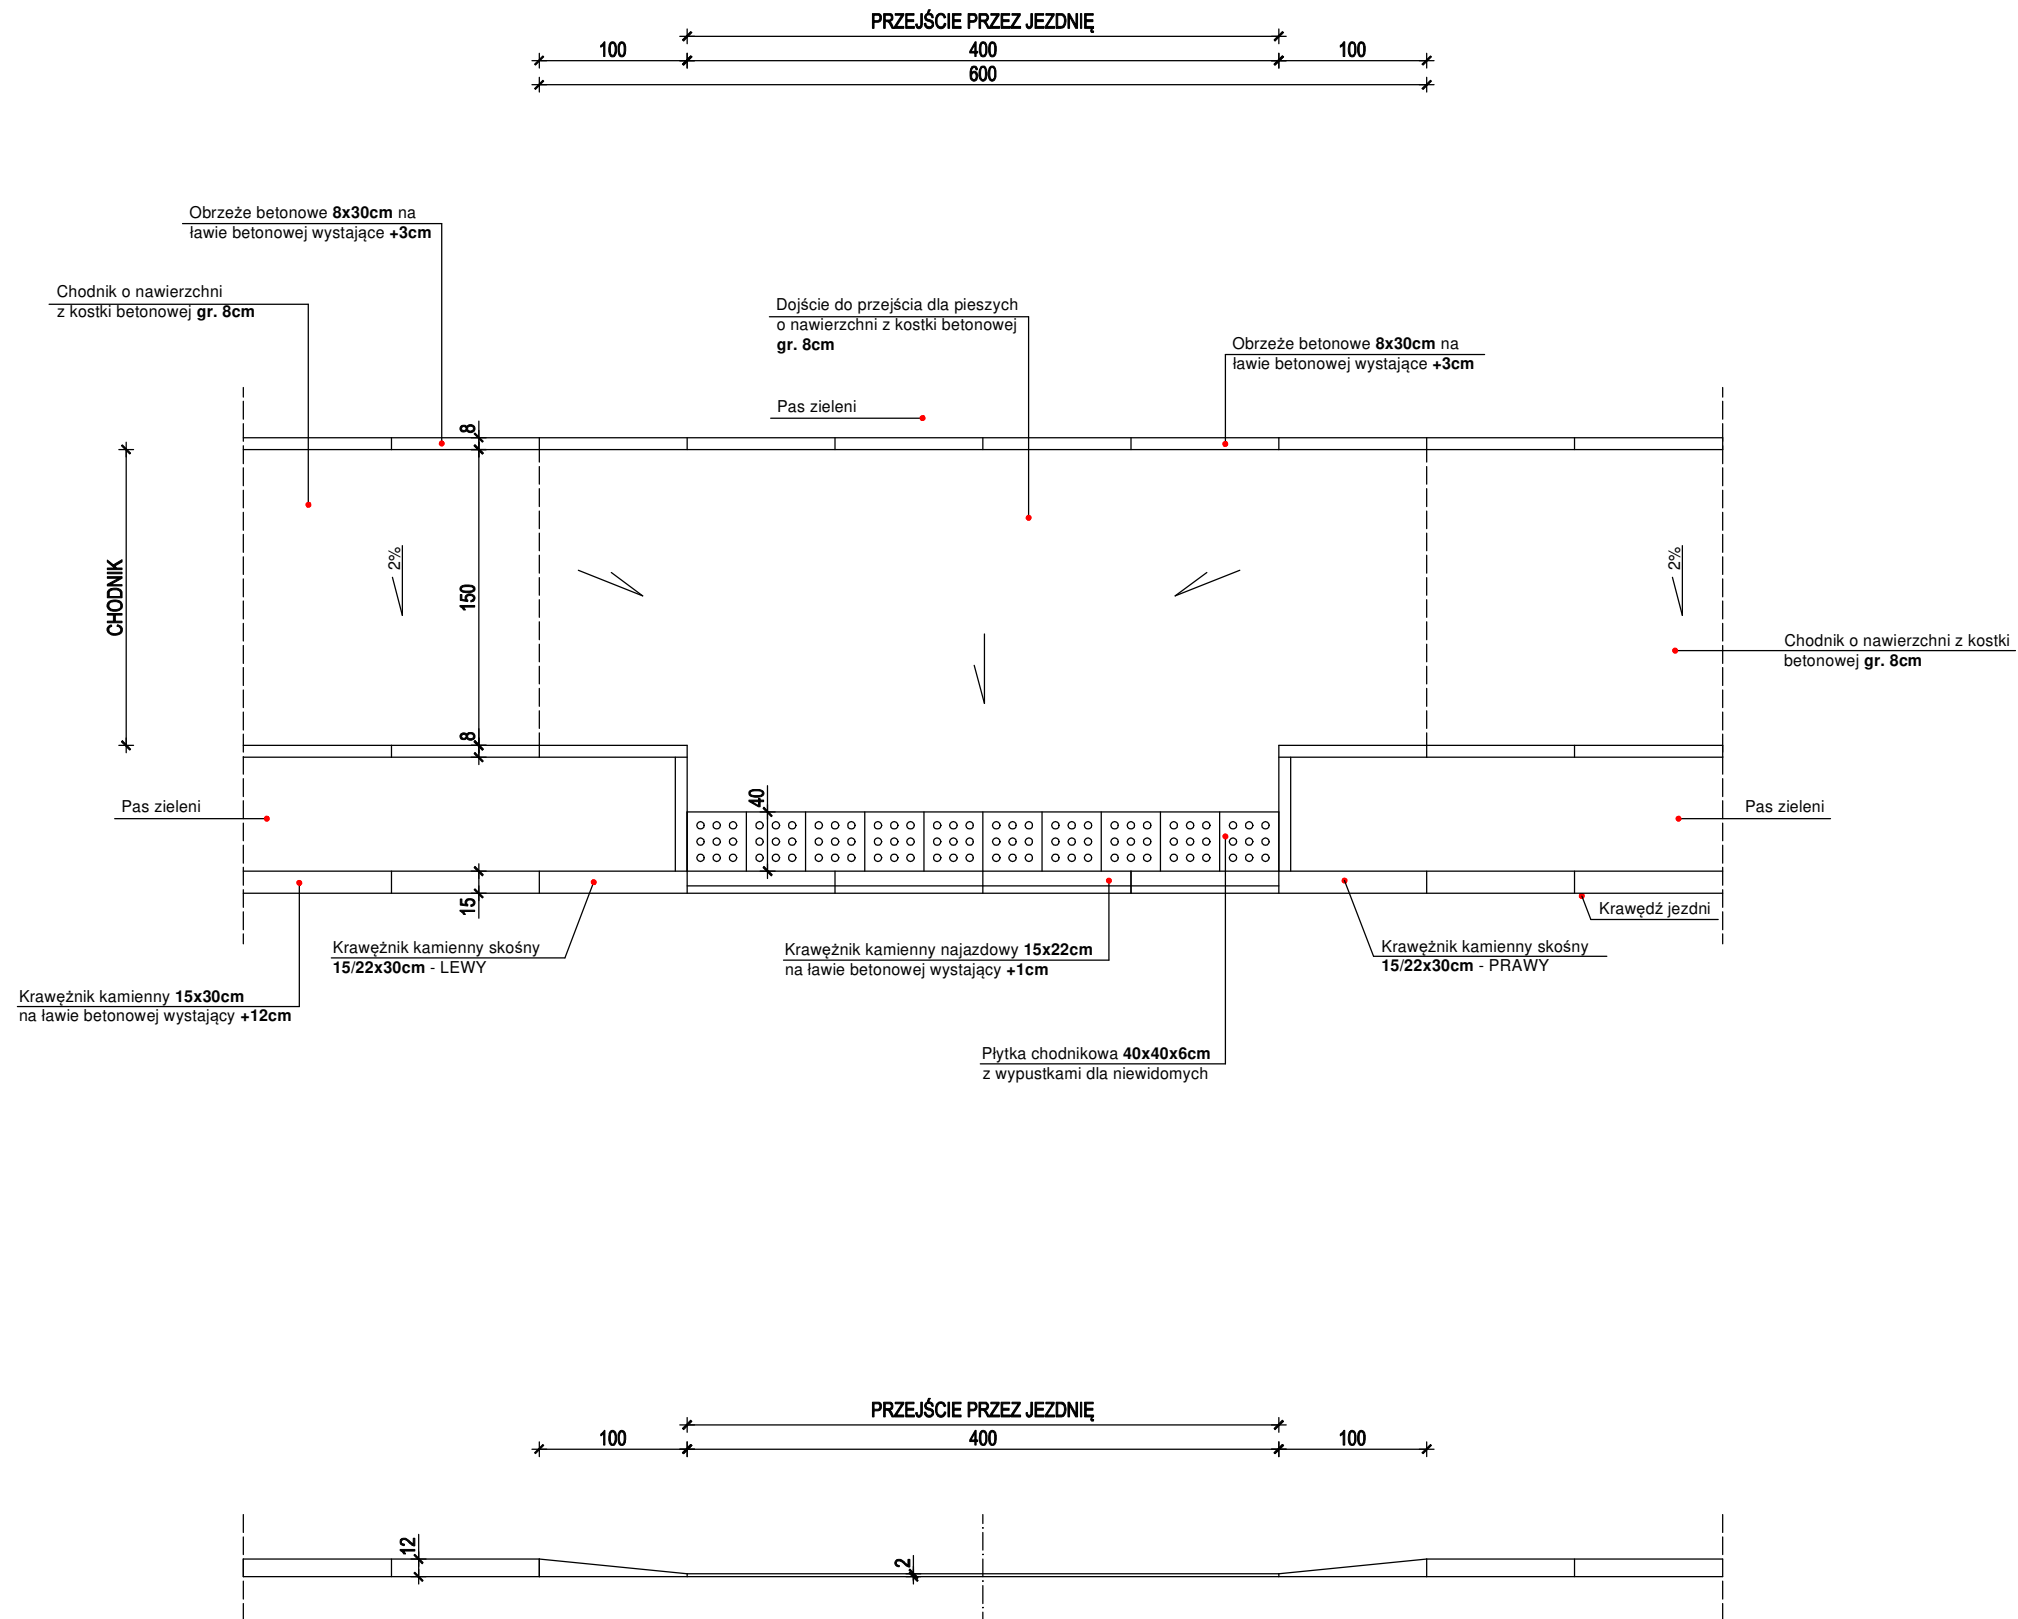 PRZEJŚCIE PRZEZ JEZDNIĘ
100
400
100
600
Obrzeże betonowe 8x30cm na
ławie betonowej wystające +3cm
Chodnik o nawierzchni
z kostki betonowej gr. 8cm
Dojście do przejścia dla pieszych
o nawierzchni z kostki betonowej
gr. 8cm
Obrzeże betonowe 8x30cm na
ławie betonowej wystające +3cm
Pas zieleni
8
CHODNIK
2%
150
2%
Chodnik o nawierzchni z kostki
betonowej gr. 8cm
8
40
Pas zieleni
Pas zieleni
15
Krawędź jezdni
Krawężnik kamienny skośny
15/22x30cm - LEWY
Krawężnik kamienny najazdowy 15x22cm
na ławie betonowej wystający +1cm
Krawężnik kamienny skośny
15/22x30cm - PRAWY
Krawężnik kamienny 15x30cm
na ławie betonowej wystający +12cm
Płytka chodnikowa 40x40x6cm
z wypustkami dla niewidomych
PRZEJŚCIE PRZEZ JEZDNIĘ
100
400
100
12
2